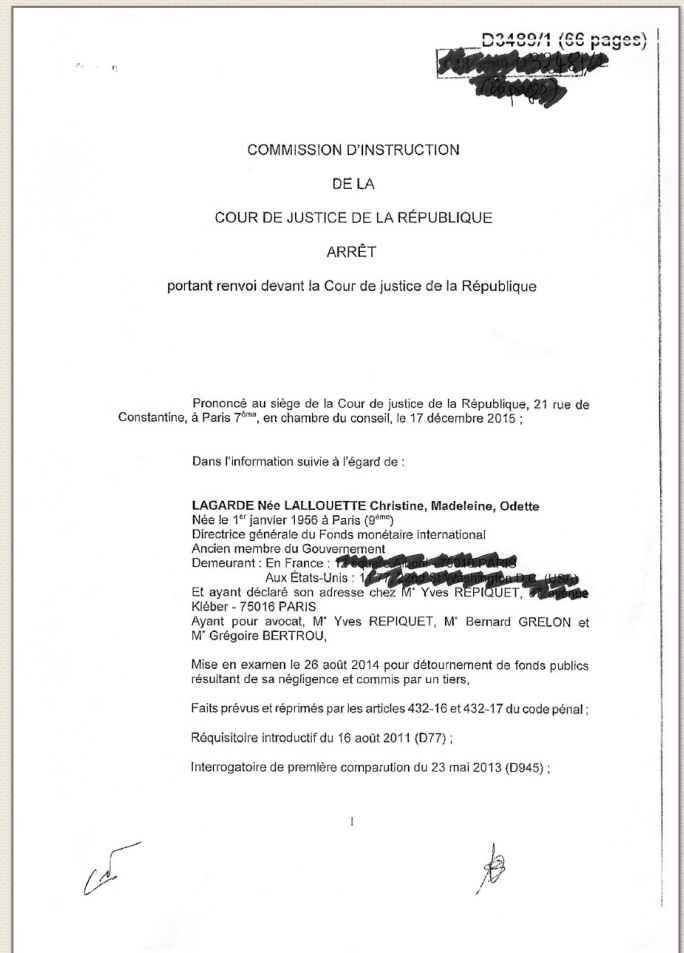 D3489/1 (66 pages)
COMMISSION D'INSTRUCTION
DE LA
COUR DE JUSTICE DE LA RÉPUBLIQUE
ARRÊT
portant renvoi devant la Cour de justice de la République
Prononcé au siège de la Cour de justice de la République, 21 rue de
Constantine, à Paris 7ème, en chambre du conseil, le 17 décembre 2015 ;
Dans l'information suivie à l'égard de :
LAGARDE Née LALLOUETTE Christine, Madeleine, Odette
Née le 1er janvier 1956 à Paris (9ème)
Directrice générale du Fonds monétaire international
Ancien membre du Gouvernement
Demeurant : En France :
Aux États-Unis :
Et ayant déclaré son adresse chez M° Yves REPIQUET,
Kléber - 75016 PARIS
Ayant pour avocat, M° Yves REPIQUET, M° Bernard GRELON et
M° Grégoire BERTROU,
Mise en examen le 26 août 2014 pour détournement de fonds publics
résultant de sa négligence et commis par un tiers,
Faits prévus et réprimés par les articles 432-16 et 432-17 du code pénal ;
Réquisitoire introductif du 16 août 2011 (D77) ;
Interrogatoire de première comparution du 23 mai 2013 (D945) ;
1